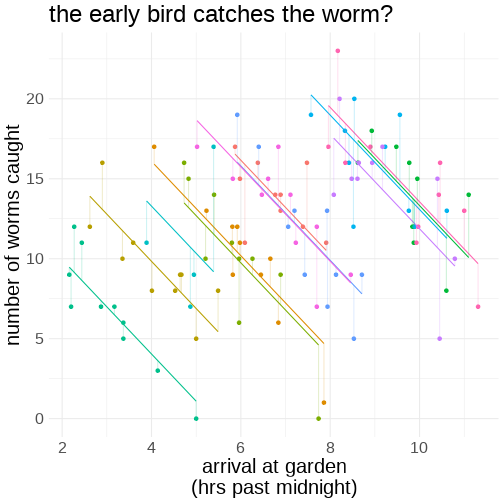 the early bird catches the worm?
number of worms caught
20
15
10
5
0
2 4 6 8 10
arrival at garden
(hrs past midnight)